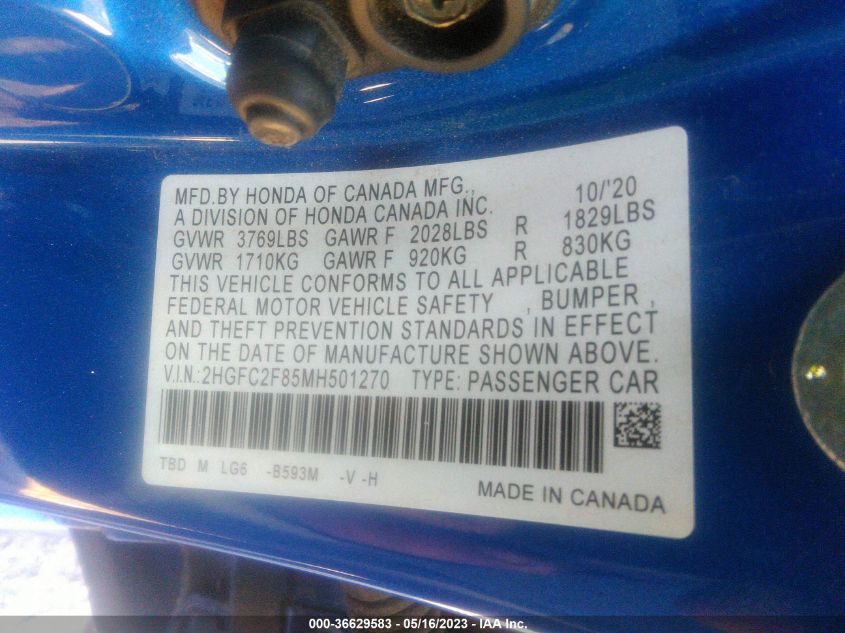 MFD.BY HONDA OF CANADA MFG., 10/'20
A DIVISION OF HONDA CANADA INC.
GVWR 3769LBS GAWR F 2028LBS R 1829LBS
GVWR 1710KG GAWR F 920KG R 830KG
THIS VEHICLE CONFORMS TO ALL APPLICABLE
FEDERAL MOTOR VEHICLE SAFETY , BUMPER ,
AND THEFT PREVENTION STANDARDS IN EFFECT
ON THE DATE OF MANUFACTURE SHOWN ABOVE.
V.I.N.:2HGFC2F85MH501270 TYPE: PASSENGER CAR
TBD M LG6 -B593M -V -H
MADE IN CANADA
000-36629583 - 05/16/2023 - IAA Inc.